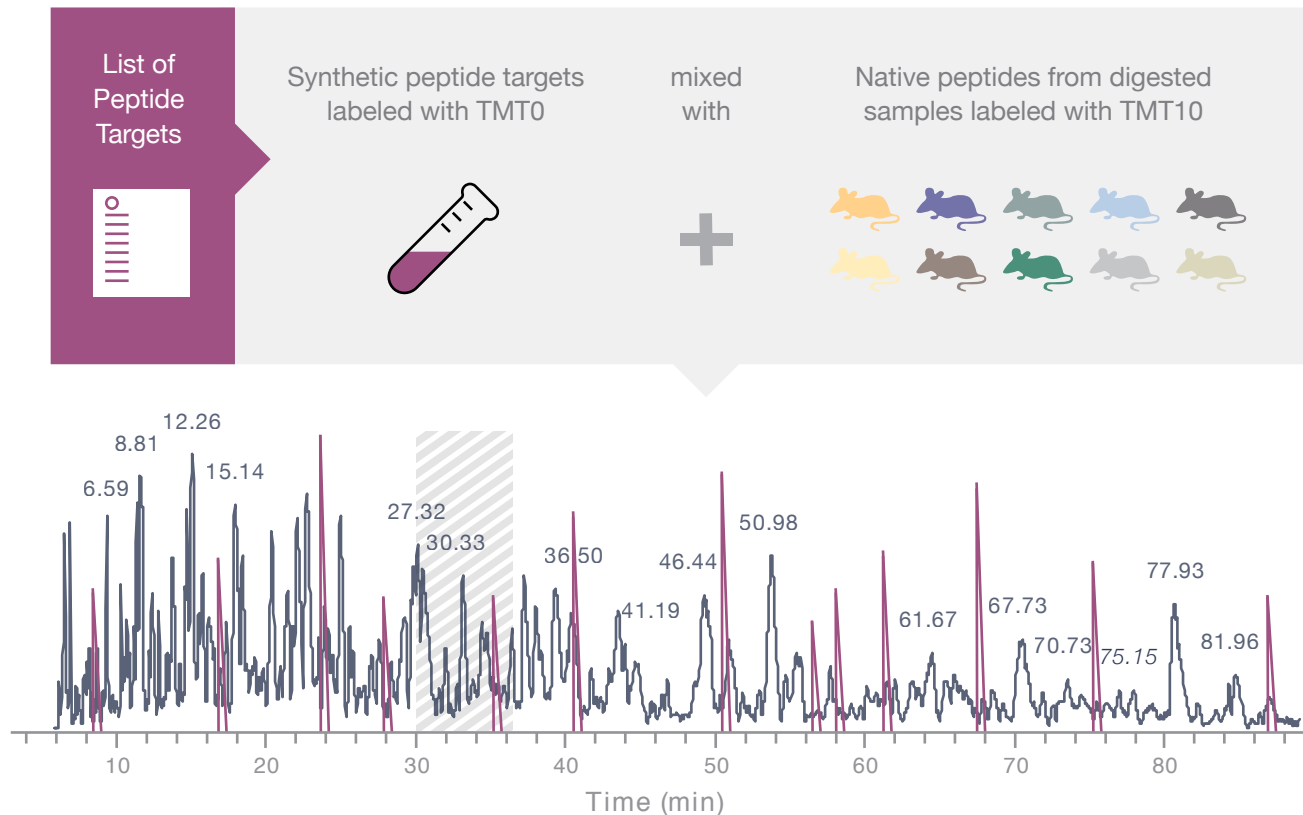 List of
Peptide
Targets
Synthetic peptide targets
labeled with TMT0
mixed
with
Native peptides from digested
samples labeled with TMT10
12.26
8.81
15.14
6.59
27.32
30.33
36.50
41.19
46.44
50.98
61.67
67.73
70.73
75.15
77.93
81.96
10 20 30 40 50 60 70 80
Time (min)